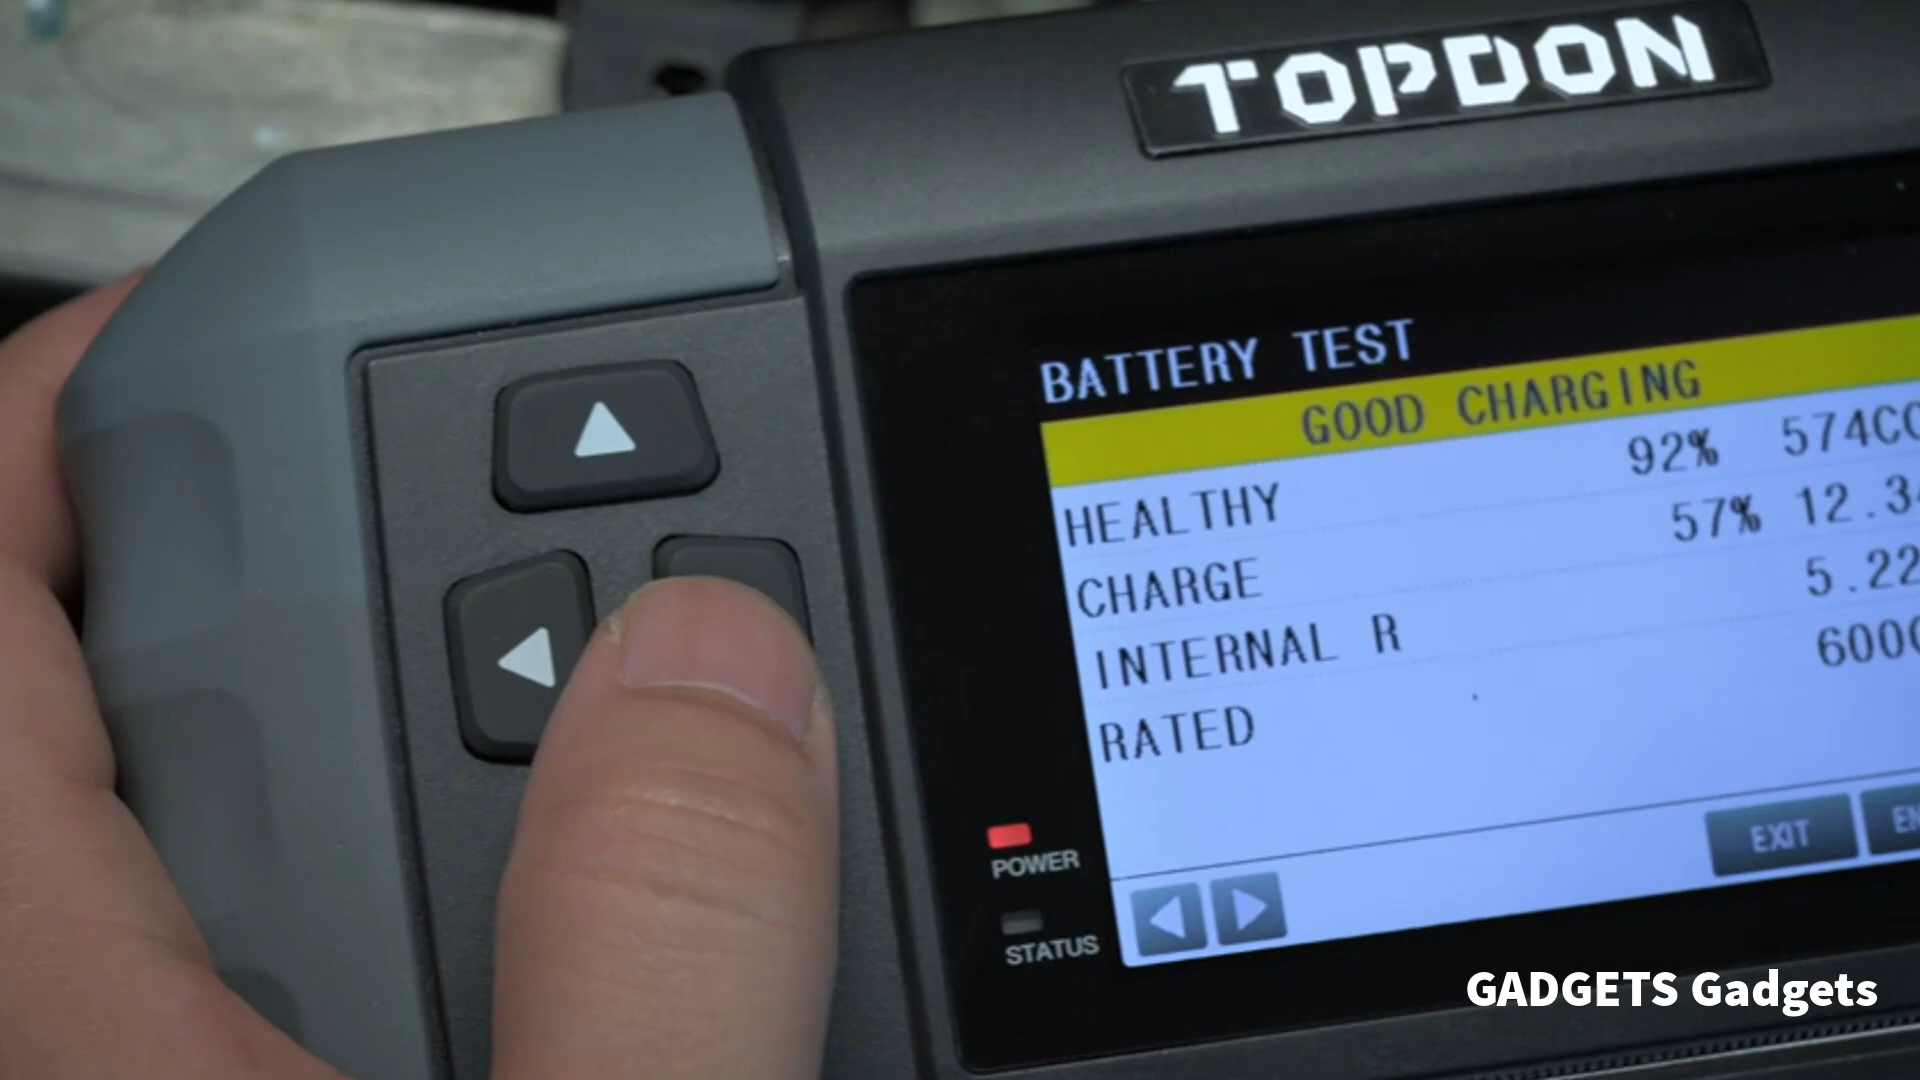 TOPDON
BATTERY TEST
GOOD CHARGING
HEALTHY 92%
CHARGE 57%
INTERNAL R
RATED
EXIT
POWER
STATUS
GADGETS Gadgets